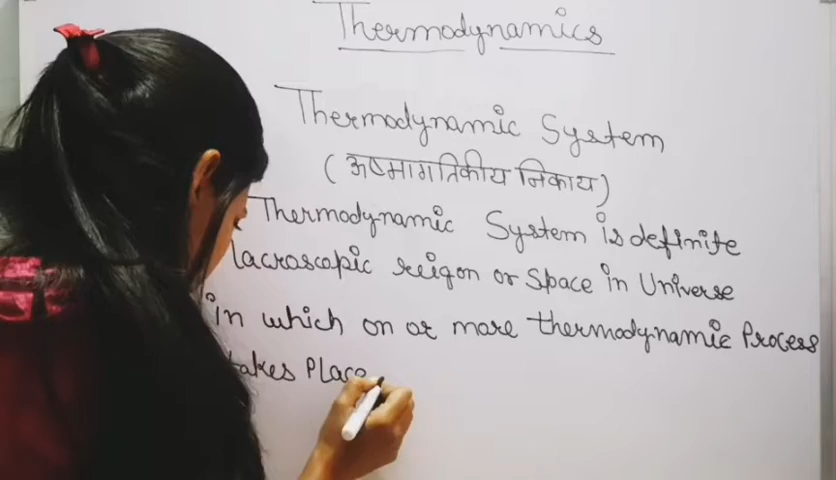 Thermodynamics
Thermodynamic System
(ऊष्मागतिकीय निकाय)
Thermodynamic System is definite
acroscopic reigon or Space in Universe
in which on or more thermodynamic Process
takes Place